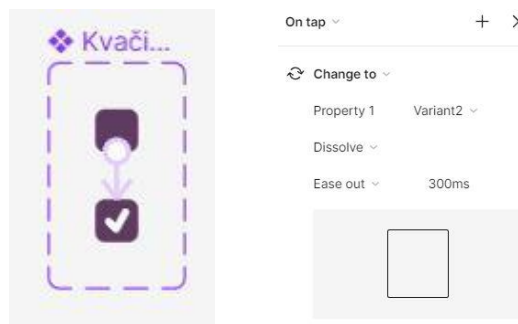 Kvači...
On tap
Change to
Property 1 Variant2
Dissolve
Ease out 300ms